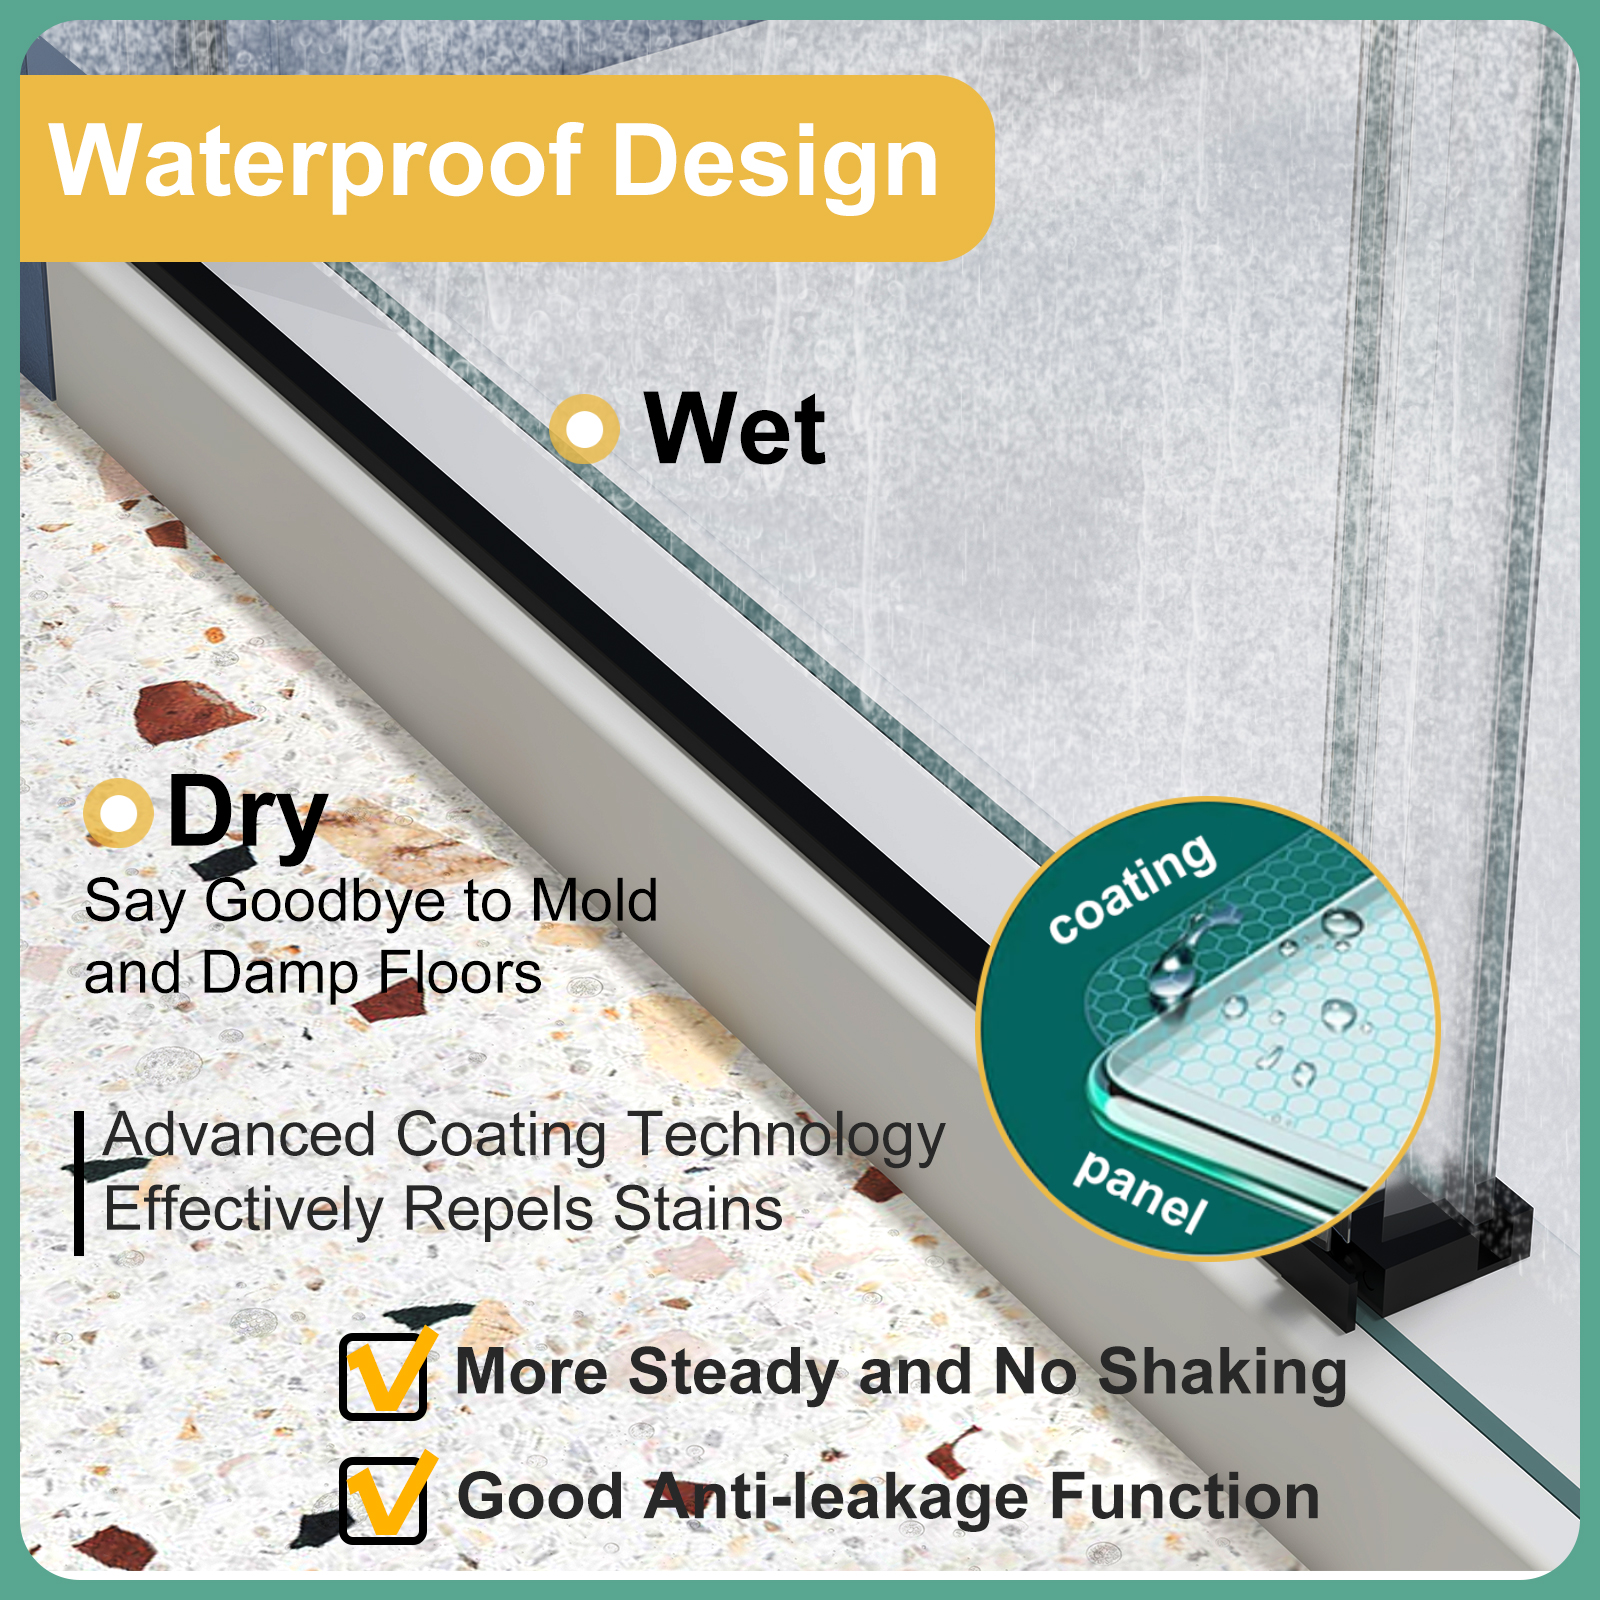 Waterproof Design
Wet
Dry
Say Goodbye to Mold
and Damp Floors
coating
panel
Advanced Coating Technology
Effectively Repels Stains
More Steady and No Shaking
Good Anti-leakage Function